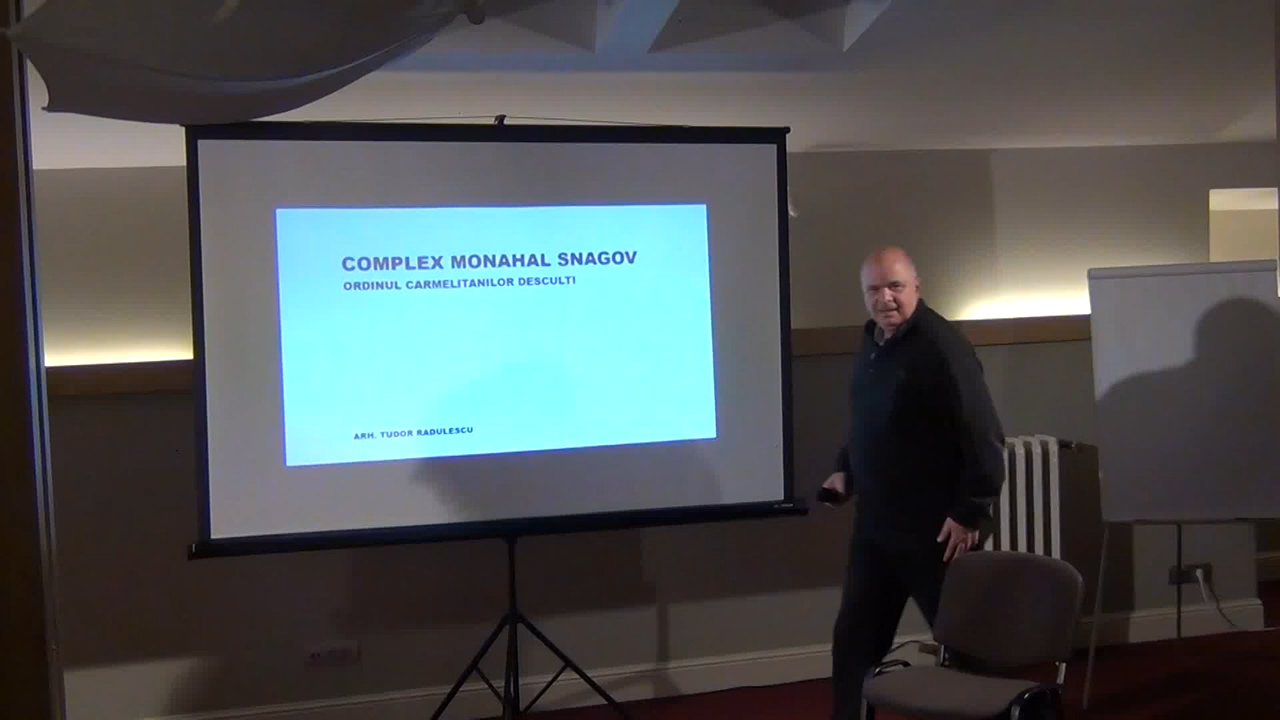 COMPLEX MONAHAL SNAGOV
ORDINUL CARMELITANILOR DESCULTI
ARH. TUDOR RADULESCU